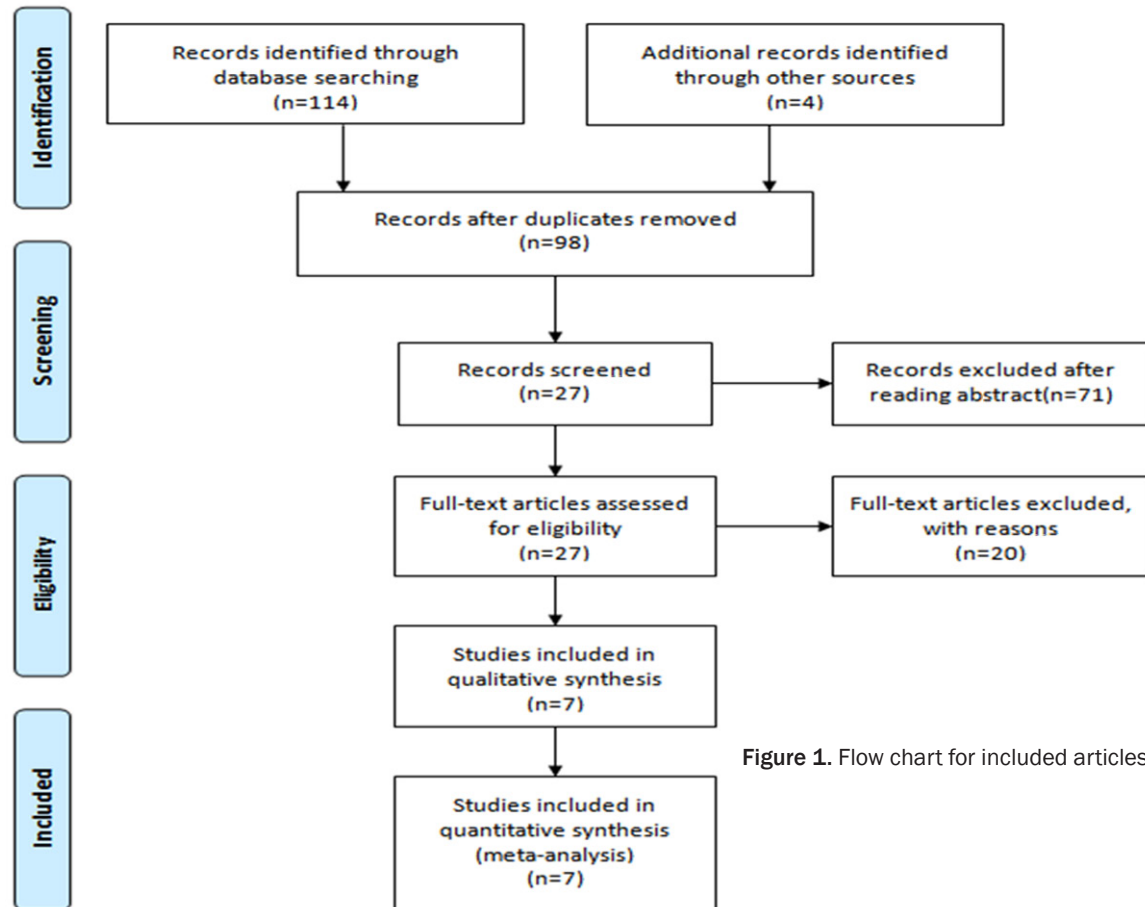 Identification
Records identified through
database searching
(n=114)
Additional records identified
through other sources
(n=4)
Records after duplicates removed
(n=98)
Screening
Records screened
(n=27)
Records excluded after
reading abstract(n=71)
Eligibility
Full-text articles assessed
for eligibility
(n=27)
Full-text articles excluded,
with reasons
(n=20)
Studies included in
qualitative synthesis
(n=7)
Included
Studies included in
quantitative synthesis
(meta-analysis)
(n=7)
Figure 1. Flow chart for included articles